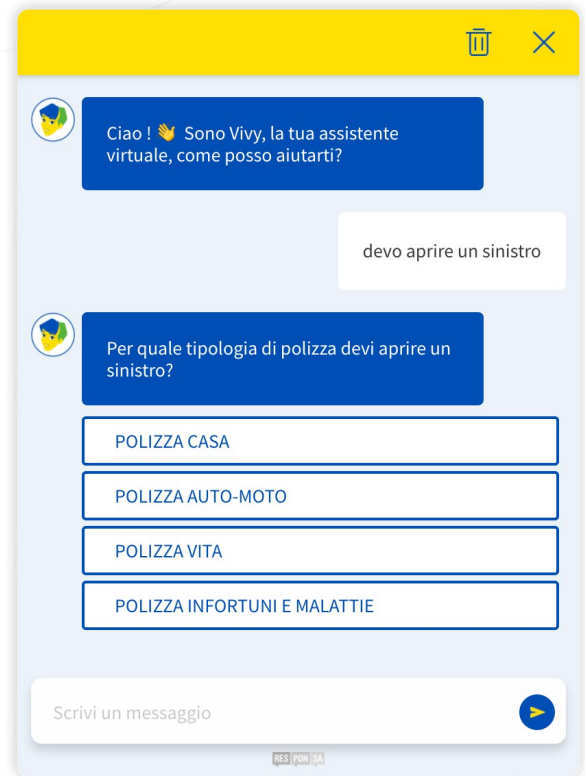 Ciao ! 👋 Sono Vivy, la tua assistente
virtuale, come posso aiutarti?
devo aprire un sinistro
Per quale tipologia di polizza devi aprire un
sinistro?
POLIZZA CASA
POLIZZA AUTO-MOTO
POLIZZA VITA
POLIZZA INFORTUNI E MALATTIE
Scrivi un messaggio
RES PON SA